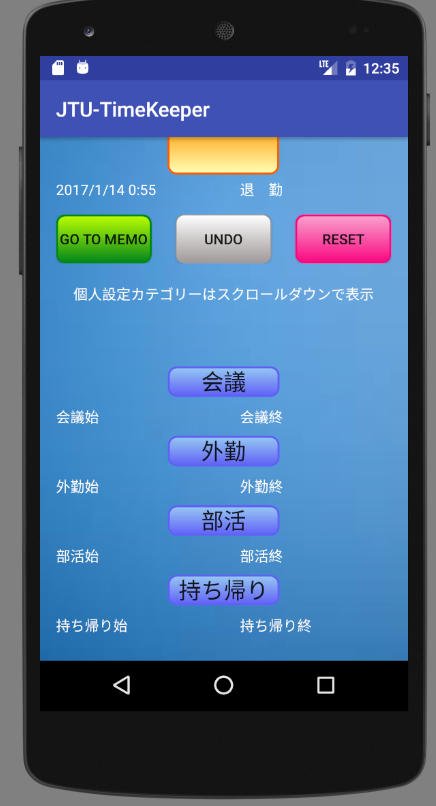 LTE 12:35
JTU-TimeKeeper
2017/1/14 0:55 退　勤
GO TO MEMO UNDO RESET
個人設定カテゴリーはスクロールダウンで表示
会議
会議始 会議終
外勤
外勤始 外勤終
部活
部活始 部活終
持ち帰り
持ち帰り始 持ち帰り終